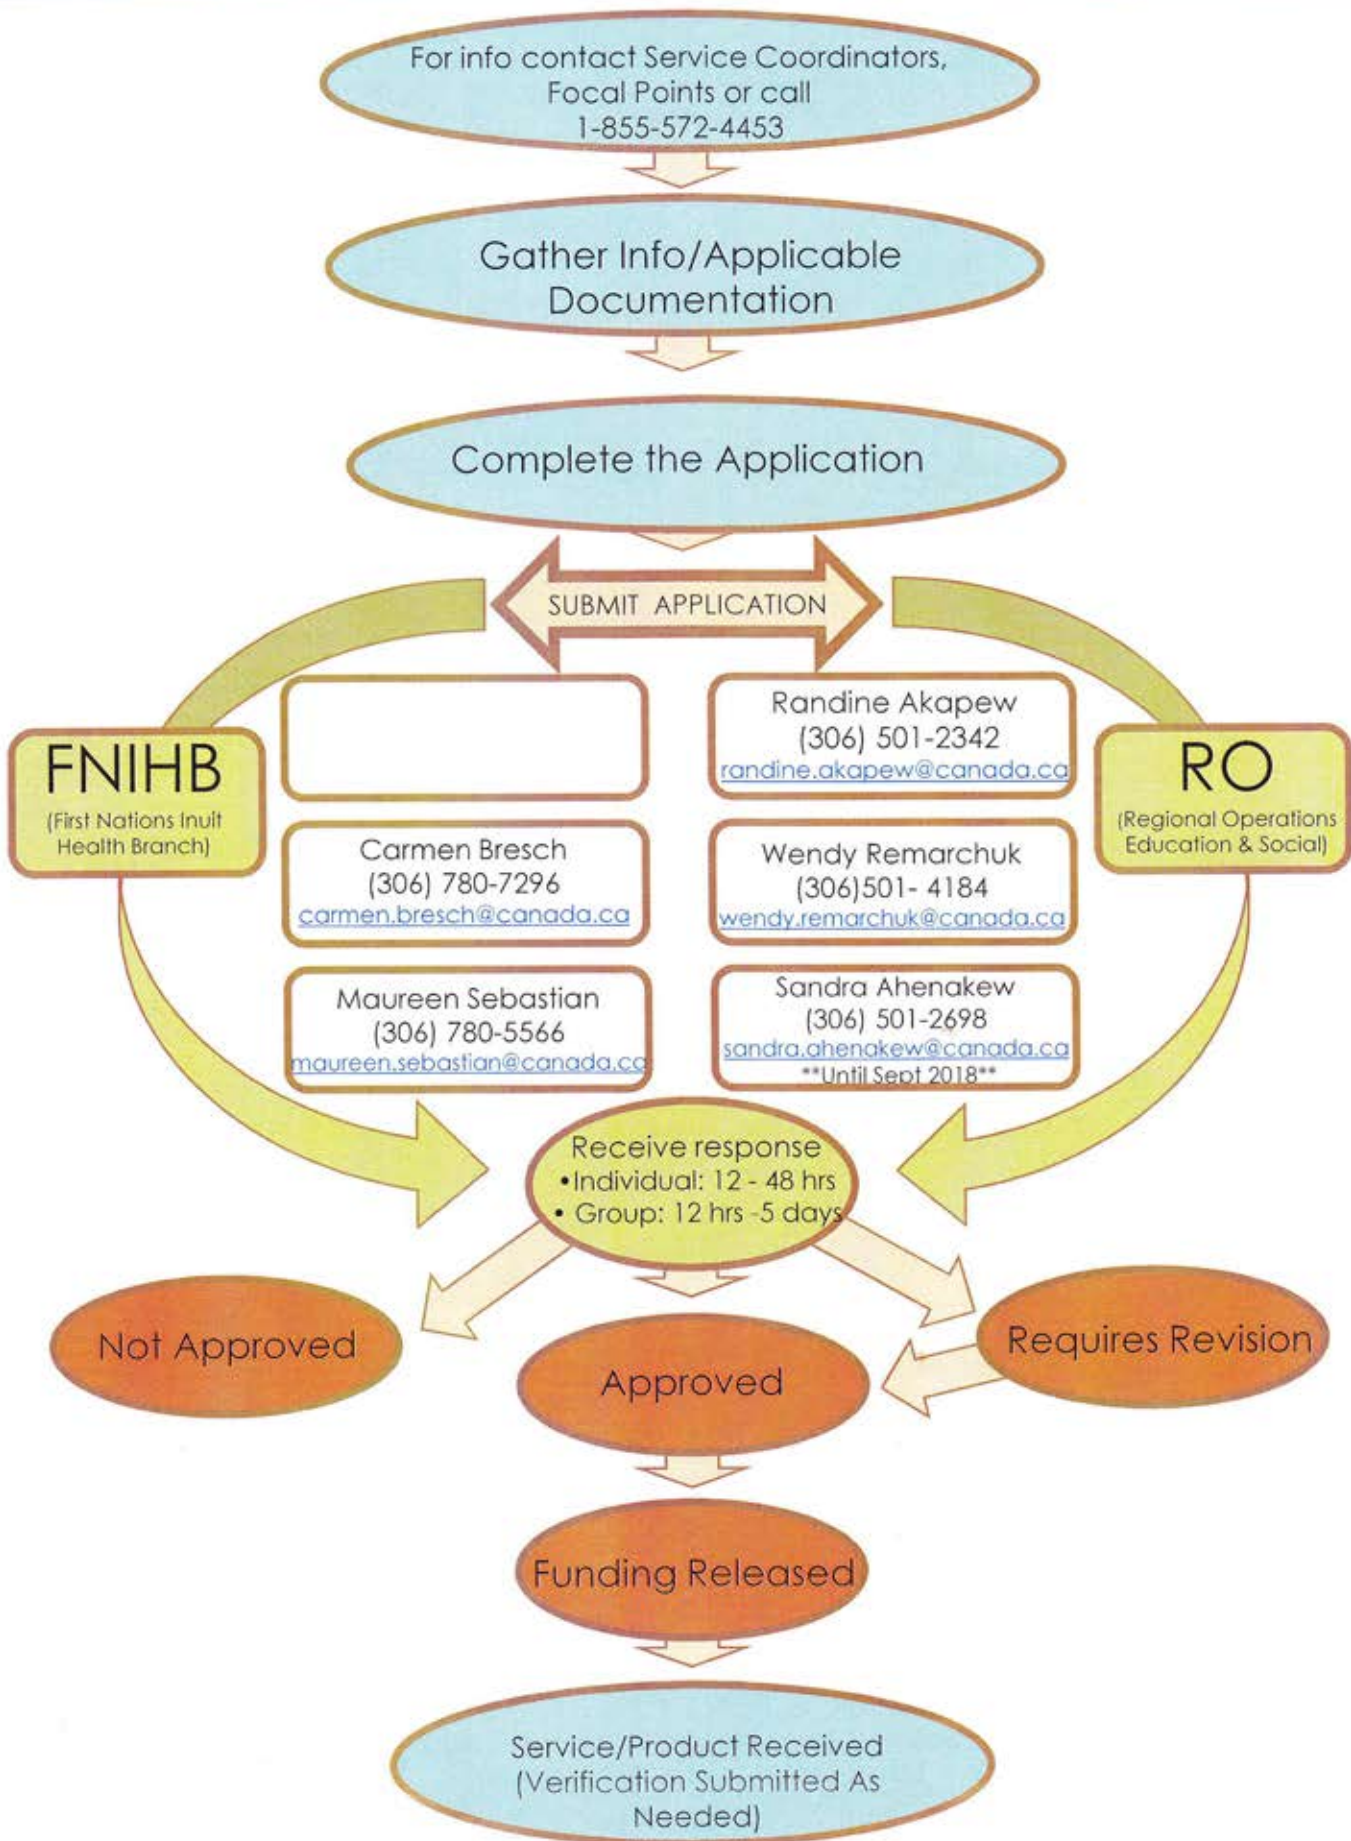 For info contact Service Coordinators,
Focal Points or call
1-855-572-4453
Gather Info/Applicable
Documentation
Complete the Application
SUBMIT APPLICATION
FNIHB
(First Nations Inuit
Health Branch)
Carmen Bresch
(306) 780-7296
carmen.bresch@canada.ca
Maureen Sebastian
(306) 780-5566
maureen.sebastian@canada.ca
Randine Akapew
(306) 501-2342
randine.akapew@canada.ca
Wendy Remarchuk
(306)501- 4184
wendy.remarchuk@canada.ca
Sandra Ahenakew
(306) 501-2698
sandra.ahenakew@canada.ca
**Until Sept 2018**
RO
(Regional Operations
Education & Social)
Receive response
•Individual: 12 - 48 hrs
• Group: 12 hrs -5 days
Not Approved
Approved
Requires Revision
Funding Released
Service/Product Received
(Verification Submitted As
Needed)